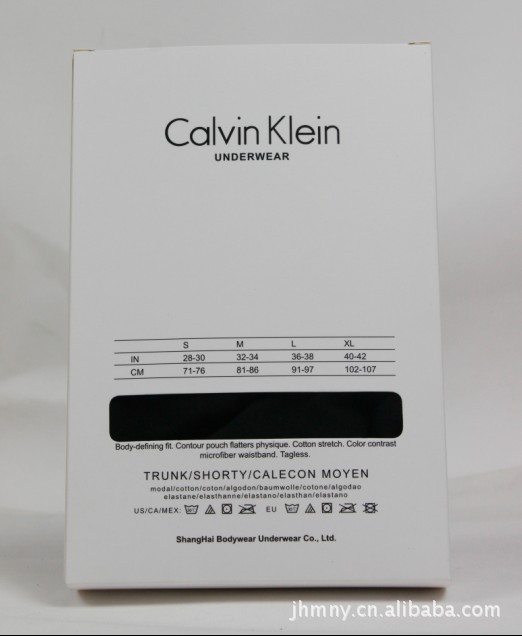 Calvin Klein
UNDERWEAR
S M L XL
IN 28-30 32-34 36-38 40-42
CM 71-76 81-86 91-97 102-107
Body-defining fit. Contour pouch flatters physique. Cotton stretch. Color contrast
microfiber waistband. Tagless.
TRUNK/SHORTY/CALECON MOYEN
modal/cotton/coton/algodon/baumwolle/cotone/algodao
elastane/elasthanne/elastano/elasthan/elastano
US/CA/MEX: EU
ShangHai Bodywear Underwear Co., Ltd.
jhmny.cn.alibaba.com